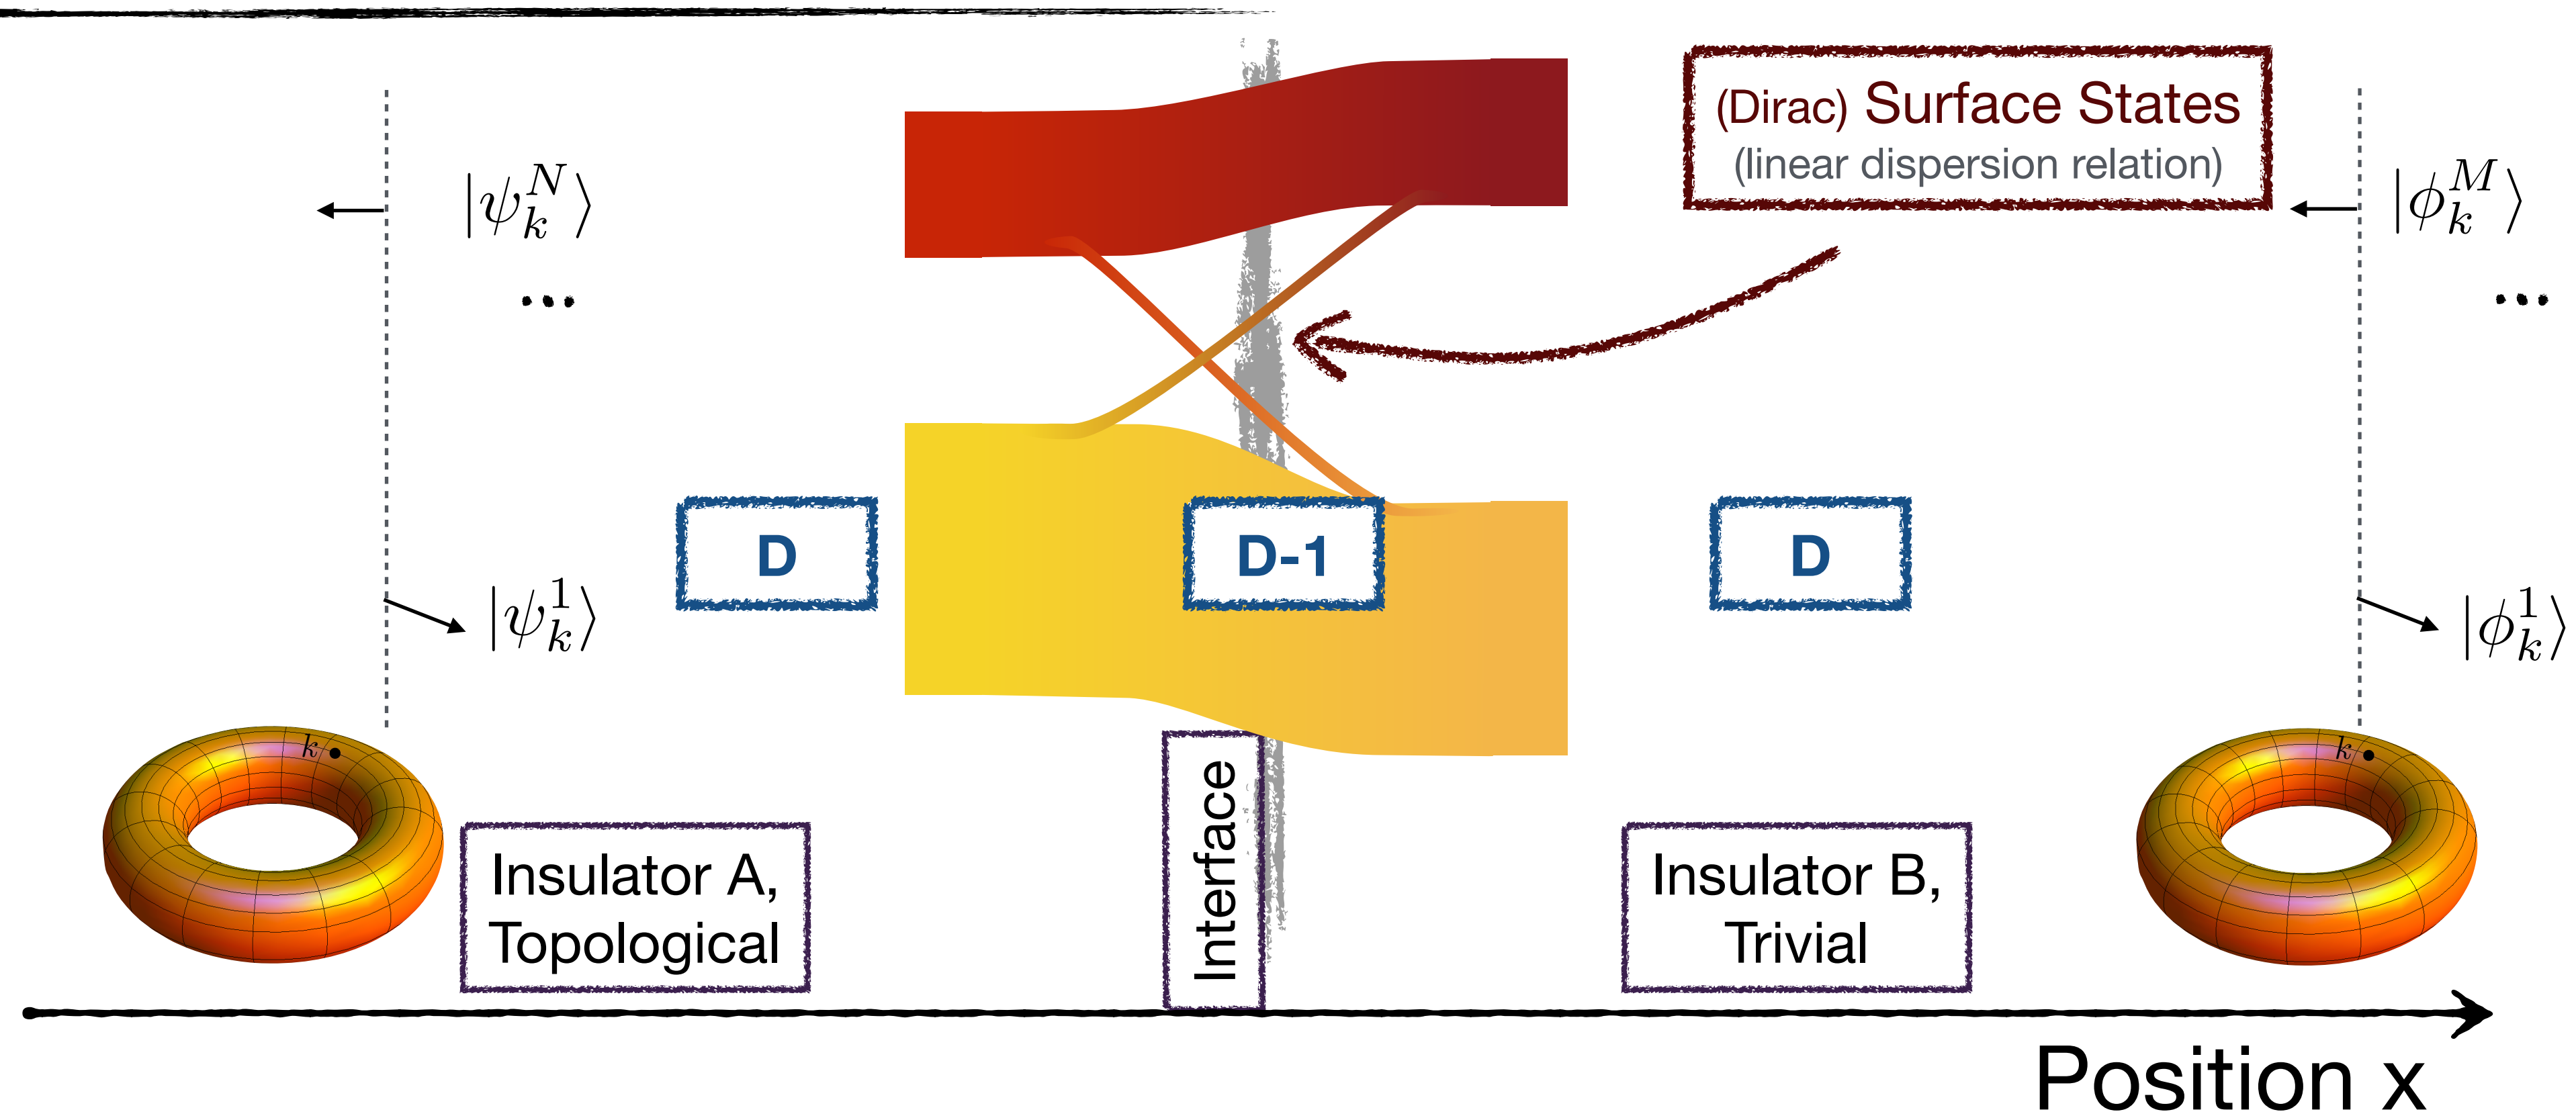 (Dirac) Surface States
(linear dispersion relation)
|ψ_k^N⟩
|ϕ_k^M⟩
...
...
D
D-1
D
|ψ_k^1⟩
|ϕ_k^1⟩
k
k
Interface
Insulator A,
Topological
Insulator B,
Trivial
Position x